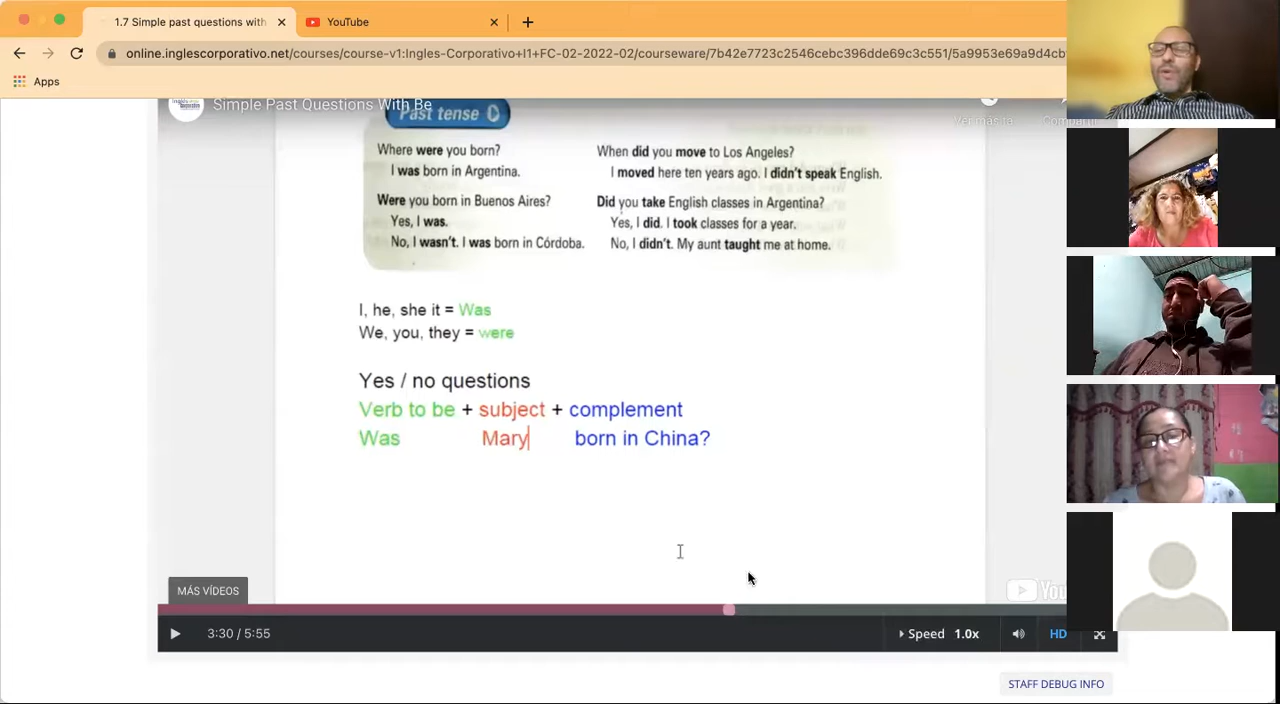 1.7 Simple past questions with
YouTube
online.inglescorporativo.net/courses/course-v1:Ingles-Corporativo+I1+FC-02-2022-02/courseware/7b42e7723c2546cebc396dde69c3c551/5a9953e69a9d4cb
Apps
Simple Past Questions With Be
Past tense
Where were you born?
I was born in Argentina.
Were you born in Buenos Aires?
Yes, I was.
No, I wasn't. I was born in Córdoba.
When did you move to Los Angeles?
I moved here ten years ago. I didn't speak English.
Did you take English classes in Argentina?
Yes, I did. I took classes for a year.
No, I didn't. My aunt taught me at home.
I, he, she it = Was
We, you, they = were
Yes / no questions
Verb to be + subject + complement
Was Mary born in China?
MÁS VÍDEOS
3:30 / 5:55
Speed 1.0x
HD
STAFF DEBUG INFO